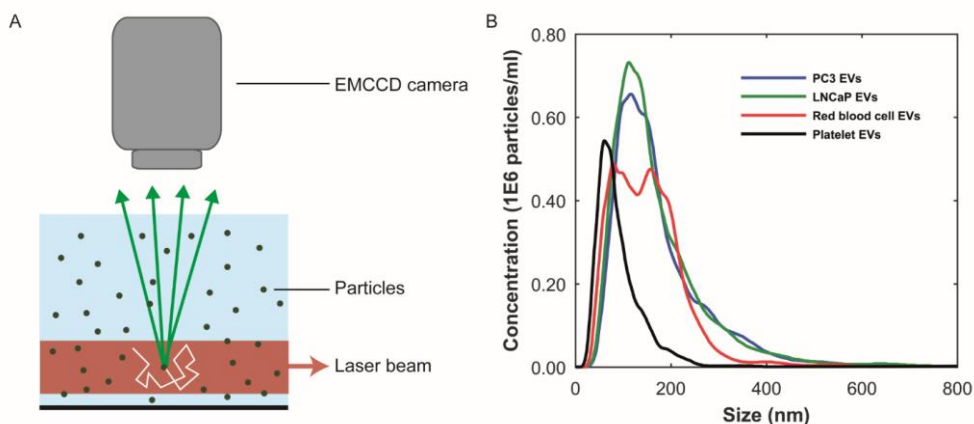 A
EMCCD camera
Particles
Laser beam
B
Concentration (1E6 particles/ml)
0.80
0.60
0.40
0.20
0.00
PC3 EVs
LNCaP EVs
Red blood cell EVs
Platelet EVs
0
200
400
600
800
Size (nm)